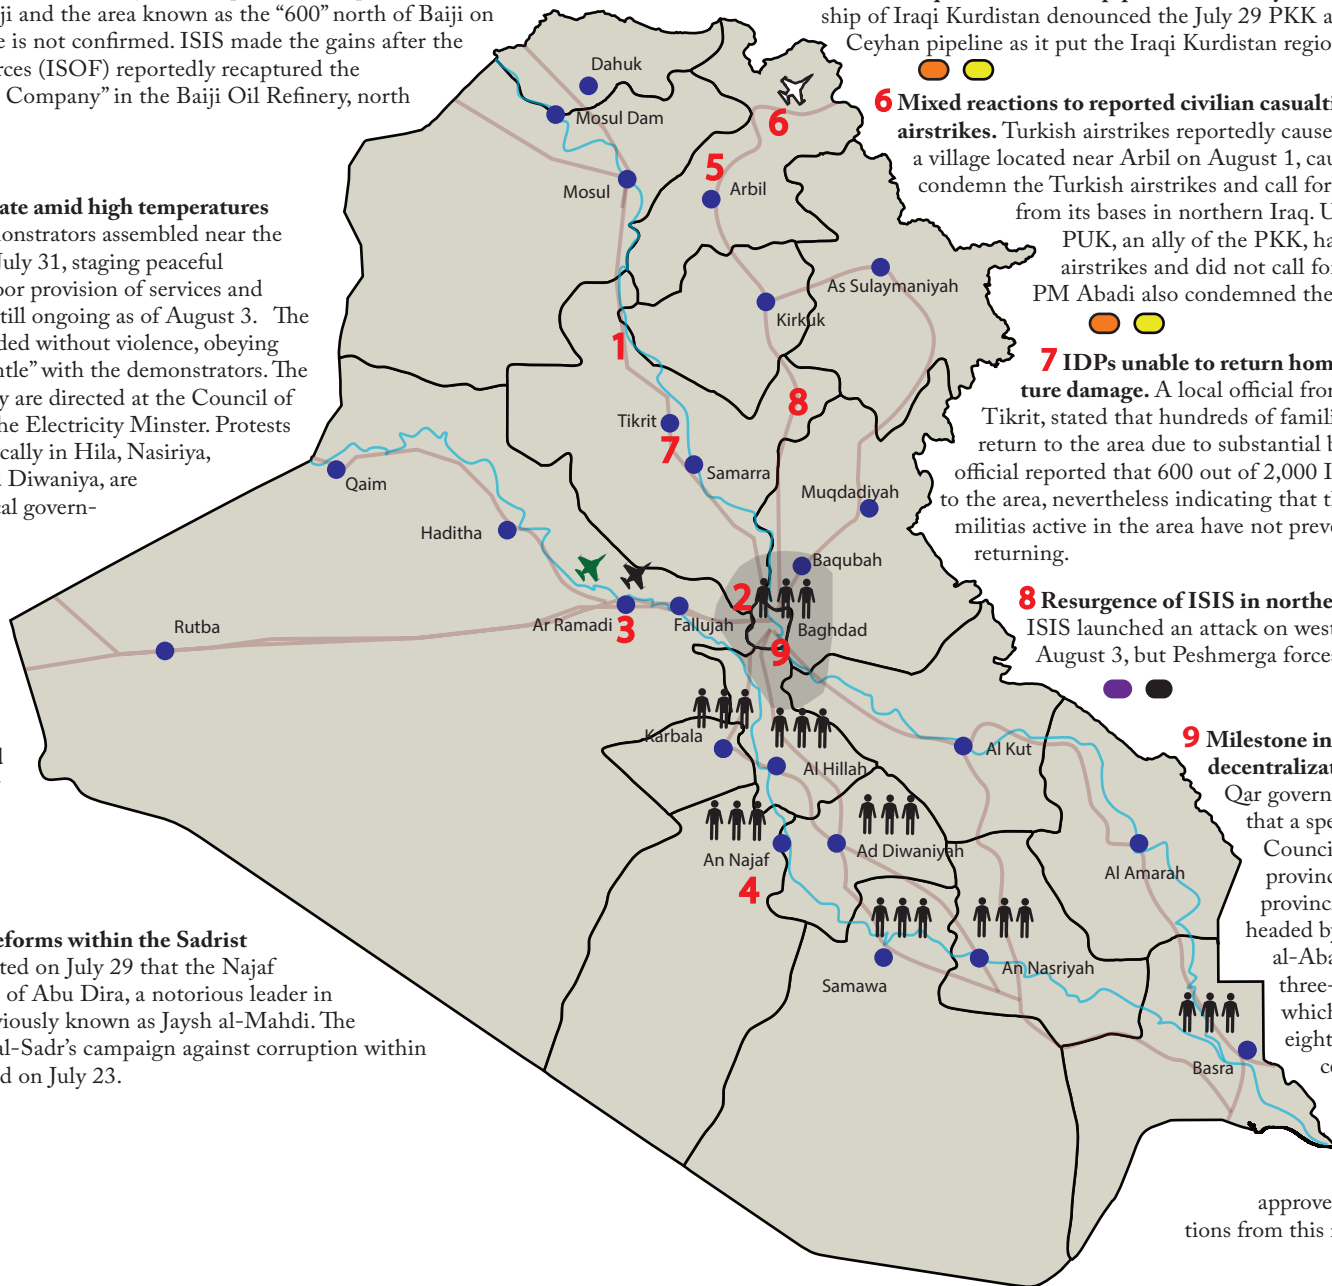 ji and the area known as the “600” north of Baiji on
e is not confirmed. ISIS made the gains after the
rces (ISOF) reportedly recaptured the
Company” in the Baiji Oil Refinery, north
ate amid high temperatures
monstrators assembled near the
July 31, staging peaceful
oor provision of services and
still ongoing as of August 3. The
ded without violence, obeying
ntle” with the demonstrators. The
y are directed at the Council of
he Electricity Minster. Protests
cally in Hila, Nasiriya,
Diwaniya, are
cal govern-
eforms within the Sadrist
ted on July 29 that the Najaf
of Abu Dira, a notorious leader in
viously known as Jaysh al-Mahdi. The
al-Sadr’s campaign against corruption within
d on July 23.
Dahuk
Mosul Dam
Mosul
6
5
Arbil
As Sulaymaniyah
Kirkuk
1
8
Tikrit
7
Samarra
Muqdadiyah
Qaim
Haditha
Baqubah
2
Baghdad
Ar Ramadi
3
Fallujah
9
Rutba
Karbala
Al Hillah
Al Kut
An Najaf
4
Ad Diwaniyah
Al Amarah
Samawa
An Nasriyah
Basra
ship of Iraqi Kurdistan denounced the July 29 PKK a
Ceyhan pipeline as it put the Iraqi Kurdistan regio
6 Mixed reactions to reported civilian casualti
airstrikes. Turkish airstrikes reportedly cause
a village located near Arbil on August 1, cau
condemn the Turkish airstrikes and call for
from its bases in northern Iraq. U
PUK, an ally of the PKK, ha
airstrikes and did not call for
PM Abadi also condemned the
7 IDPs unable to return hom
ture damage. A local official from
Tikrit, stated that hundreds of famili
return to the area due to substantial b
official reported that 600 out of 2,000 I
to the area, nevertheless indicating that th
militias active in the area have not preve
returning.
8 Resurgence of ISIS in northe
ISIS launched an attack on west
August 3, but Peshmerga forces
9 Milestone in
decentralizat
Qar govern
that a spe
Counci
provinc
provinci
headed by
al-Aba
three-
which
eight
co
approve
tions from this